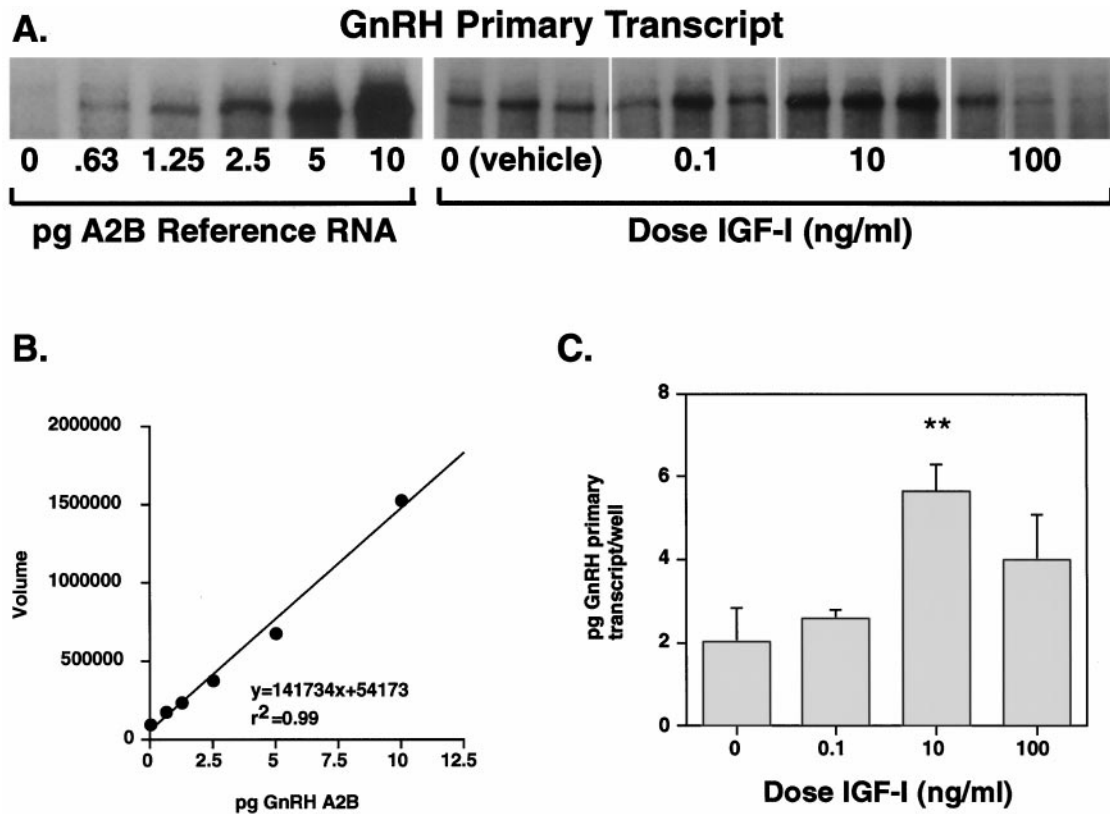 A.
GnRH Primary Transcript
0 .63 1.25 2.5 5 10 0 (vehicle) 0.1 10 100
pg A2B Reference RNA Dose IGF-I (ng/ml)
B.
2000000
1500000
1000000
500000
0
Volume
y=141734x+54173
r²=0.99
0 2.5 5 7.5 10 12.5
pg GnRH A2B
C.
8
6
4
2
0
pg GnRH primary
transcript/well
**
0 0.1 10 100
Dose IGF-I (ng/ml)